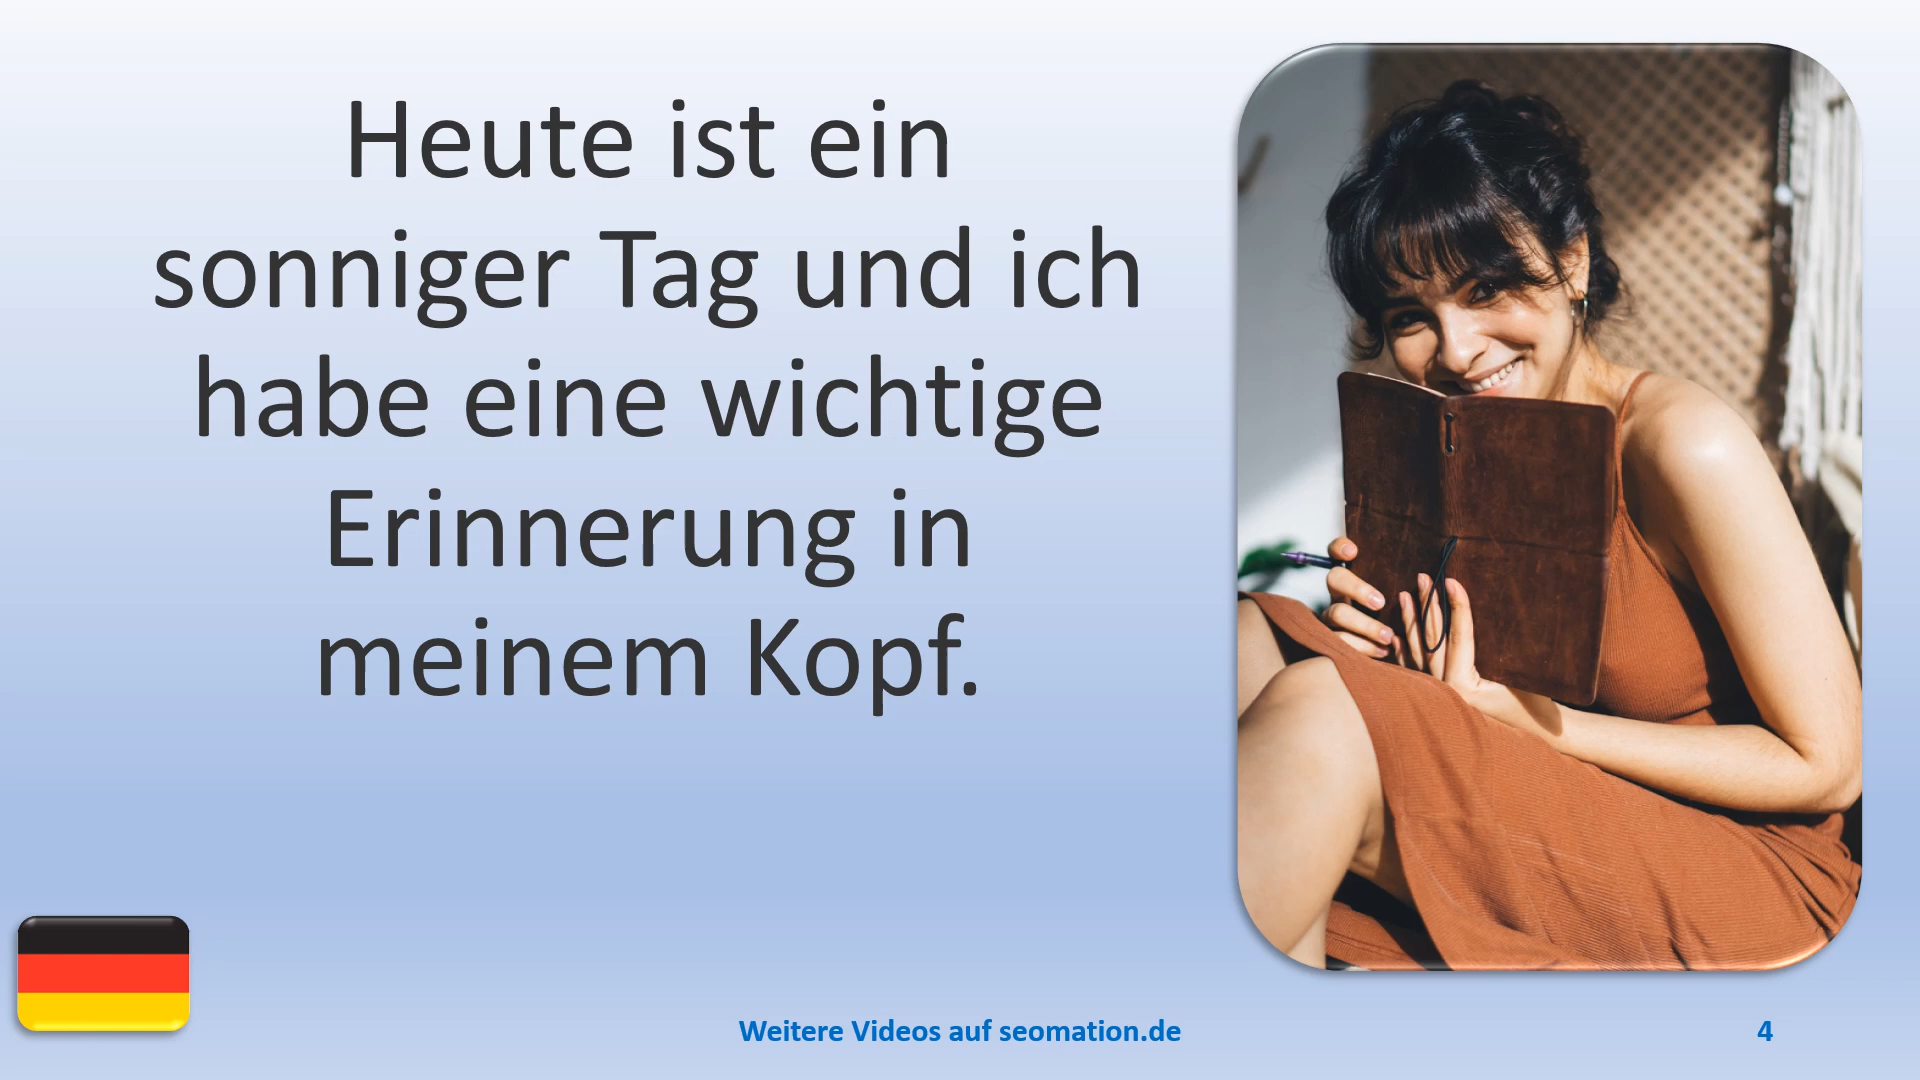 Heute ist ein
sonniger Tag und ich
habe eine wichtige
Erinnerung in
meinem Kopf.
Weitere Videos auf seomation.de
4